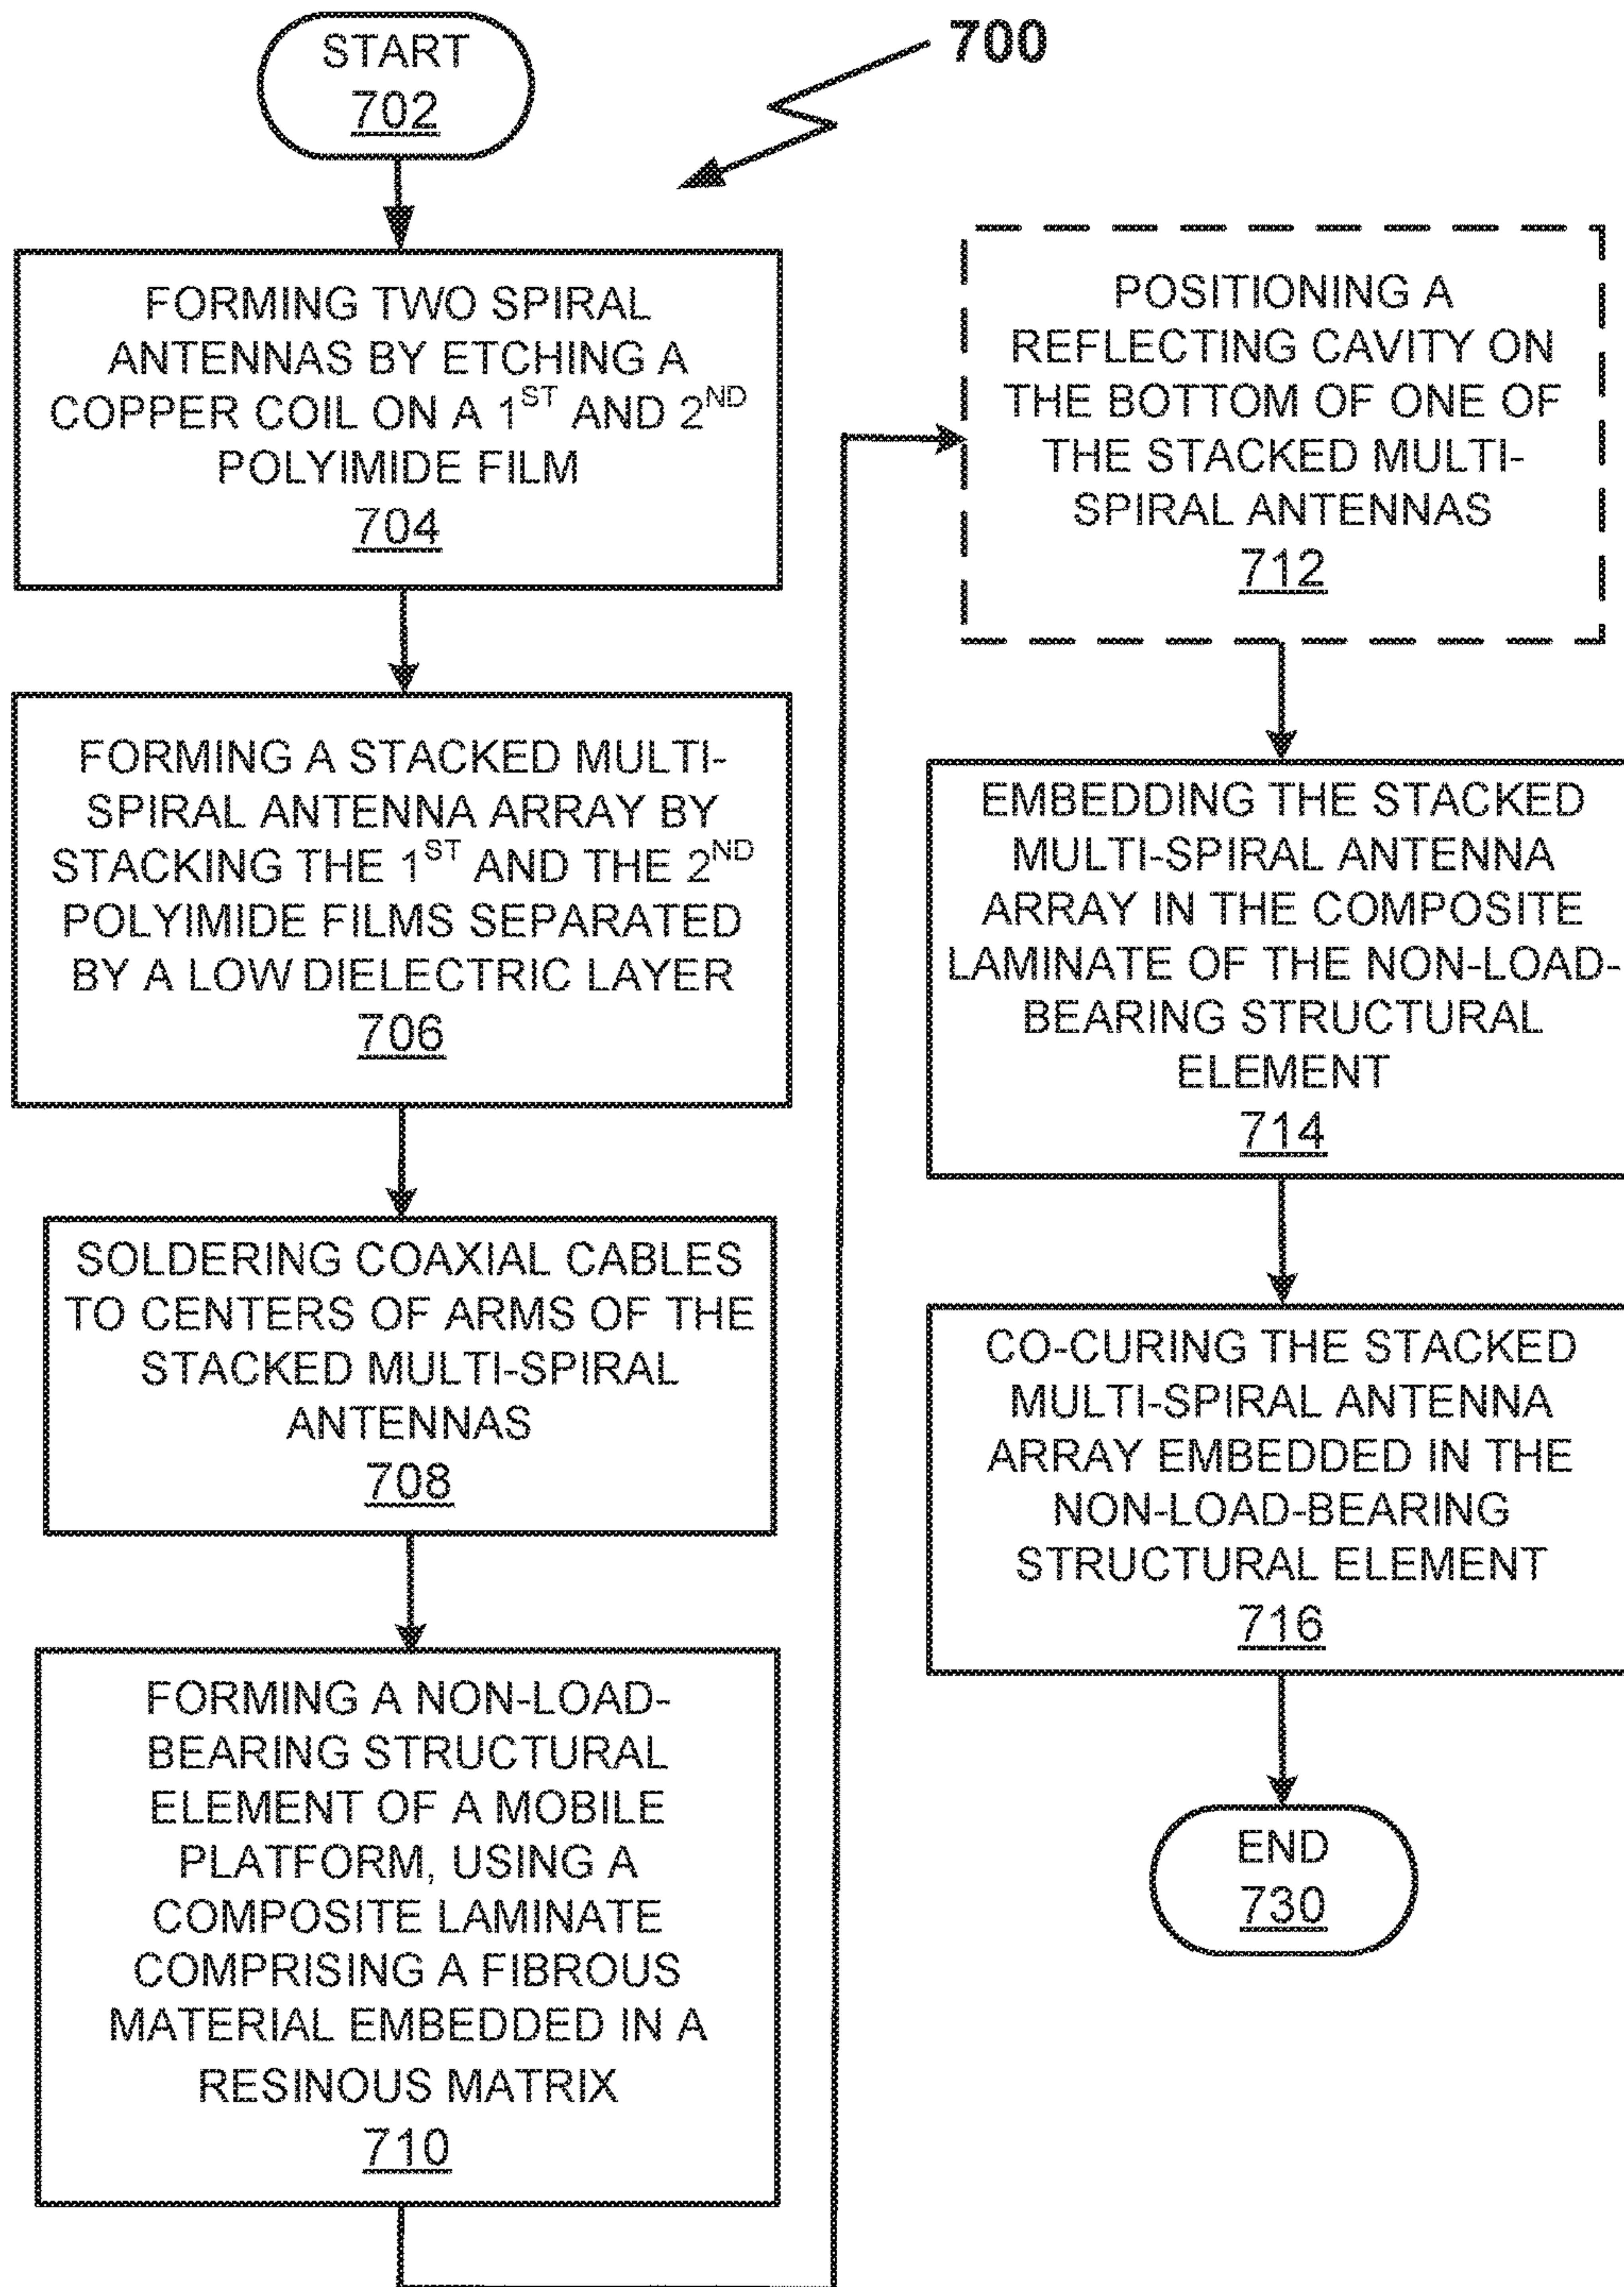 START
702
700
FORMING TWO SPIRAL
ANTENNAS BY ETCHING A
COPPER COIL ON A 1ST AND 2ND
POLYIMIDE FILM
704
FORMING A STACKED MULTI-
SPIRAL ANTENNA ARRAY BY
STACKING THE 1ST AND THE 2ND
POLYIMIDE FILMS SEPARATED
BY A LOW DIELECTRIC LAYER
706
SOLDERING COAXIAL CABLES
TO CENTERS OF ARMS OF THE
STACKED MULTI-SPIRAL
ANTENNAS
708
FORMING A NON-LOAD-
BEARING STRUCTURAL
ELEMENT OF A MOBILE
PLATFORM, USING A
COMPOSITE LAMINATE
COMPRISING A FIBROUS
MATERIAL EMBEDDED IN A
RESINOUS MATRIX
710
POSITIONING A
REFLECTING CAVITY ON
THE BOTTOM OF ONE OF
THE STACKED MULTI-
SPIRAL ANTENNAS
712
EMBEDDING THE STACKED
MULTI-SPIRAL ANTENNA
ARRAY IN THE COMPOSITE
LAMINATE OF THE NON-LOAD-
BEARING STRUCTURAL
ELEMENT
714
CO-CURING THE STACKED
MULTI-SPIRAL ANTENNA
ARRAY EMBEDDED IN THE
NON-LOAD-BEARING
STRUCTURAL ELEMENT
716
END
730